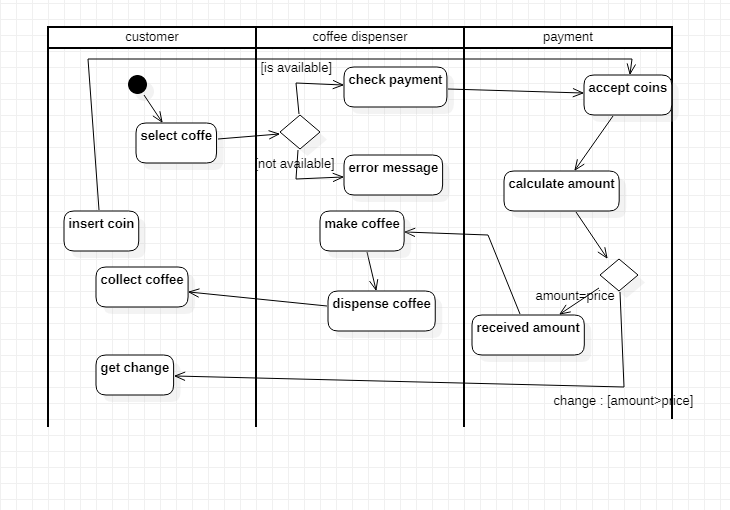 customer
coffee dispenser
payment
[is available]
check payment
accept coins
select coffe
[not available]
error message
calculate amount
insert coin
make coffee
collect coffee
dispense coffee
amount=price
received amount
get change
change : [amount>price]